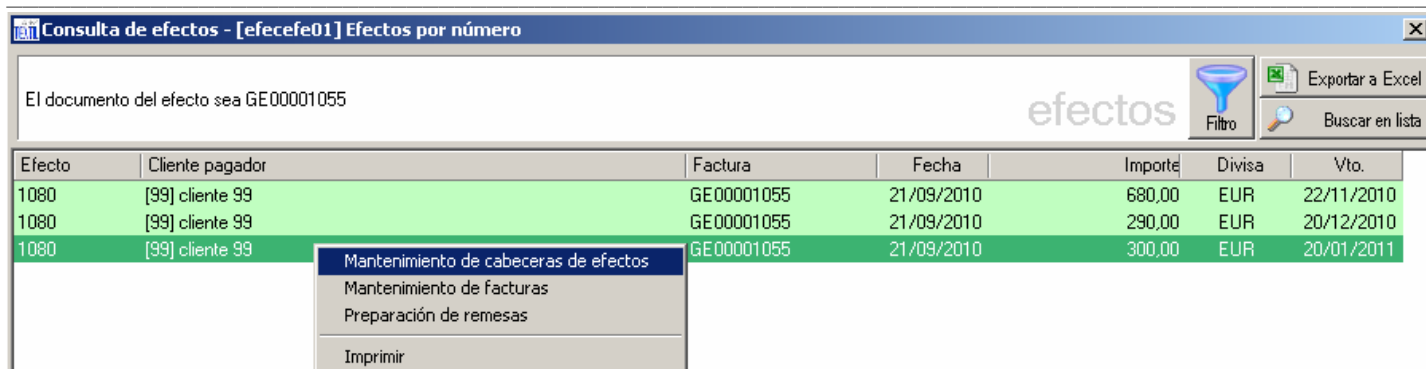 Consulta de efectos - [efecefe01] Efectos por número
El documento del efecto sea GE00001055
efectos
Filtro
Exportar a Excel
Buscar en lista
Efecto Cliente pagador Factura Fecha Importe Divisa Vto.
1080 [99] cliente 99 GE00001055 21/09/2010 680,00 EUR 22/11/2010
1080 [99] cliente 99 GE00001055 21/09/2010 290,00 EUR 20/12/2010
1080 [99] cliente 99 GE00001055 21/09/2010 300,00 EUR 20/01/2011
Mantenimiento de cabeceras de efectos
Mantenimiento de facturas
Preparación de remesas
Imprimir